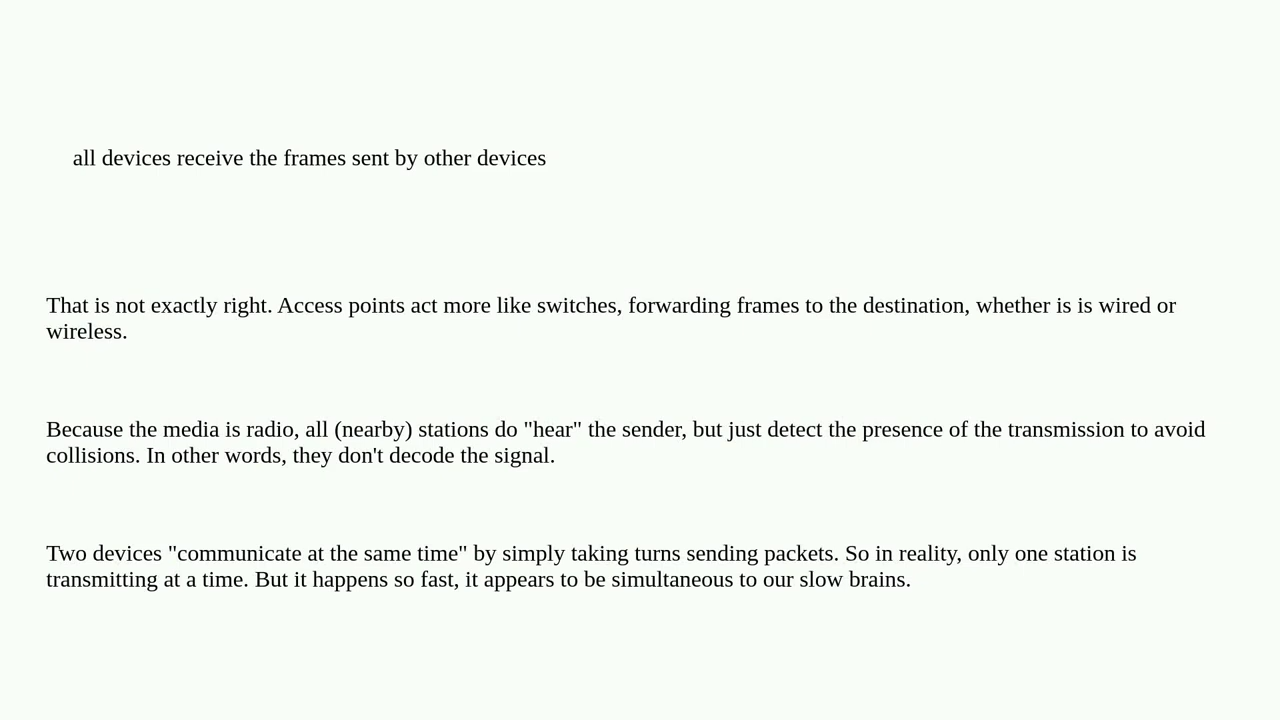 all devices receive the frames sent by other devices
That is not exactly right. Access points act more like switches, forwarding frames to the destination, whether is is wired or
wireless.
Because the media is radio, all (nearby) stations do "hear" the sender, but just detect the presence of the transmission to avoid
collisions. In other words, they don't decode the signal.
Two devices "communicate at the same time" by simply taking turns sending packets. So in reality, only one station is
transmitting at a time. But it happens so fast, it appears to be simultaneous to our slow brains.